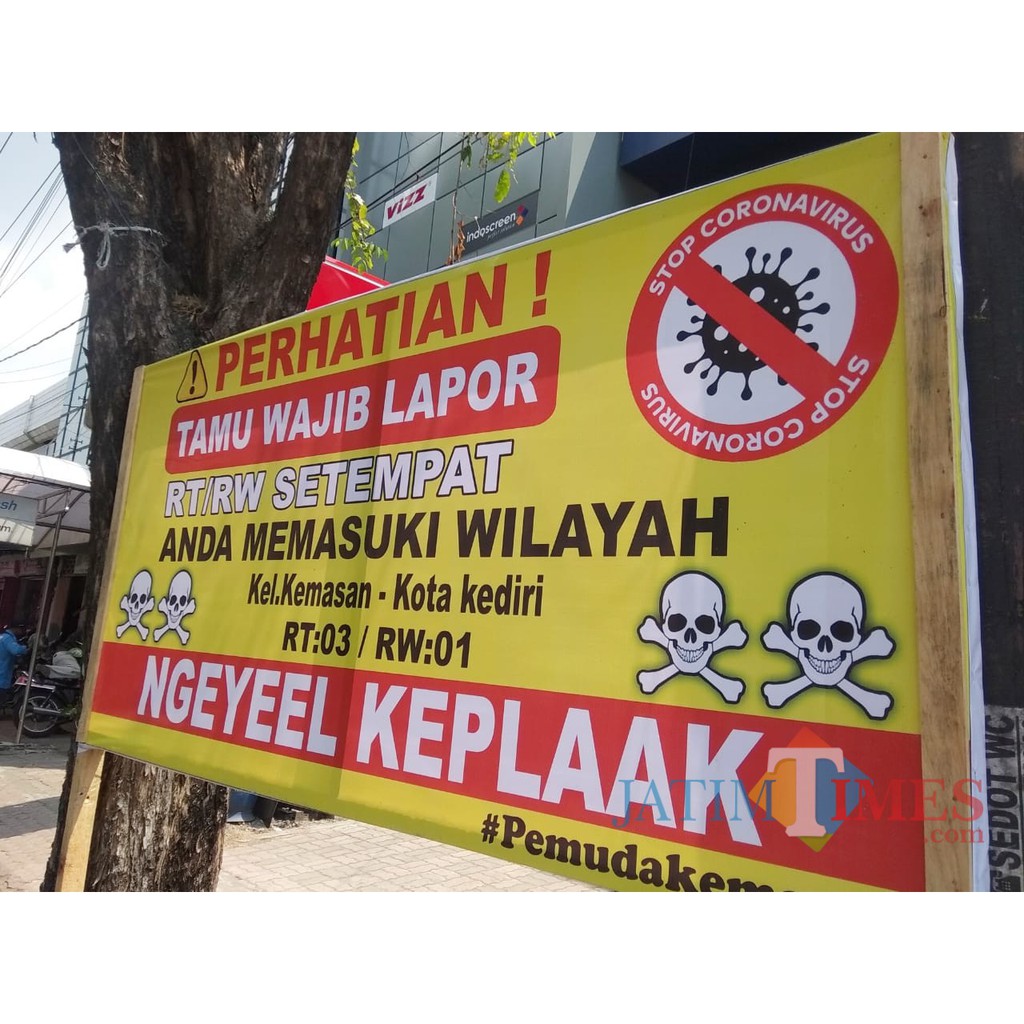 VIZZ
indoscreen
STOP CORONAVIRUS
STOP CORONAVIRUS
PERHATIAN !
TAMU WAJIB LAPOR
RT/RW SETEMPAT
ANDA MEMASUKI WILAYAH
Kel.Kemasan - Kota kediri
RT:03 / RW:01
NGEYEEL KEPLAAK
JATIMTIMES
.com
SEDOT WC